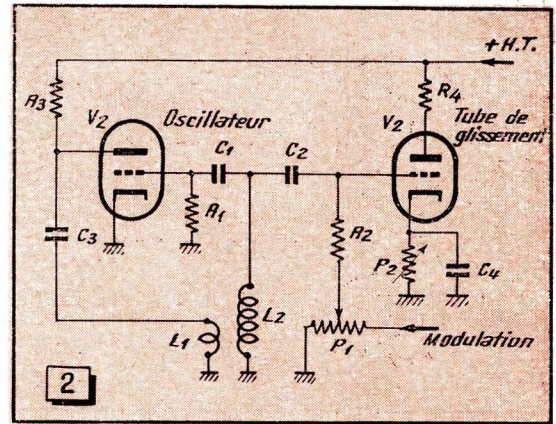 + H.T.
R3
V2
Oscillateur
R4
V2
Tube de
glissement
C1
C2
R1
C3
R2
P2
C4
L1
L2
P1
Modulation
2